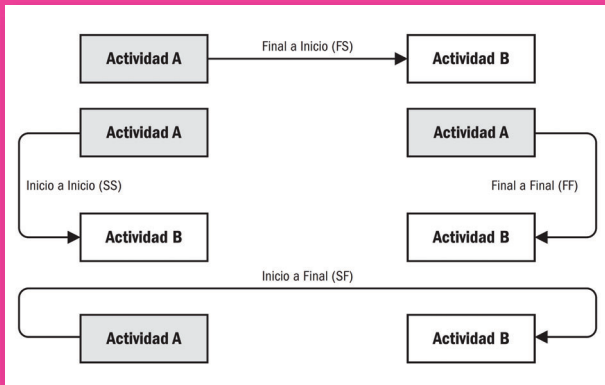 Final a Inicio (FS)
Actividad A
Actividad B
Actividad A
Actividad A
Inicio a Inicio (SS)
Final a Final (FF)
Actividad B
Actividad B
Inicio a Final (SF)
Actividad A
Actividad B